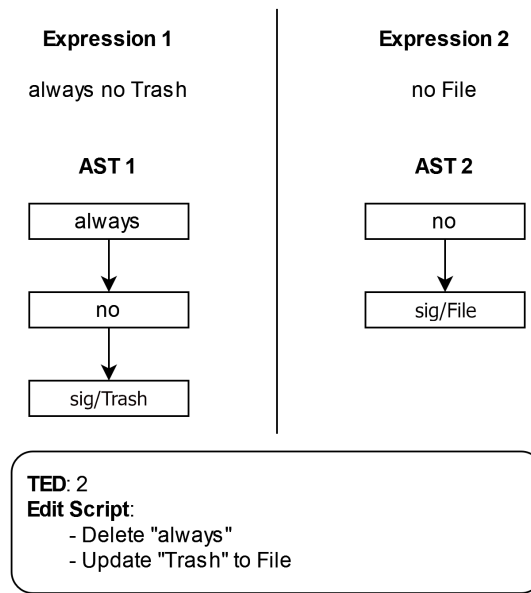 Expression 1
always no Trash
AST 1
always
no
sig/Trash
Expression 2
no File
AST 2
no
sig/File
TED: 2
Edit Script:
- Delete "always"
- Update "Trash" to File